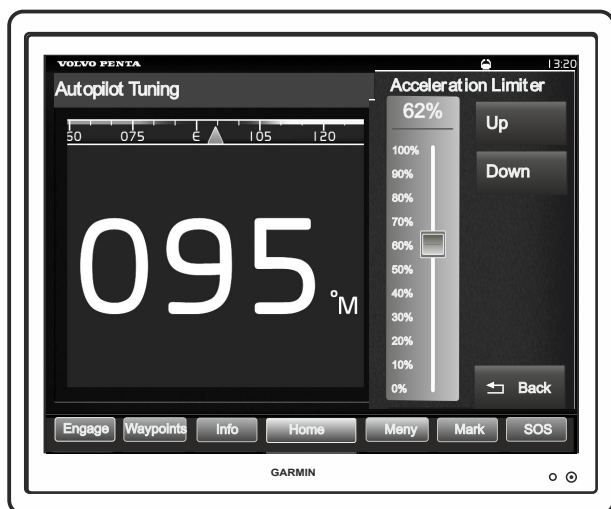 VOLVO PENTA
13:20
Autopilot Tuning
Acceleration Limiter
60 075 E 105 120
095 °M
62%
100%
90%
80%
70%
60%
50%
40%
30%
20%
10%
0%
Up
Down
Back
Engage Waypoints Info Home Meny Mark SOS
GARMIN